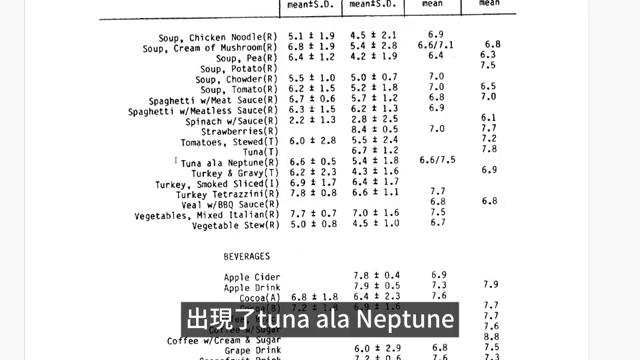 mean±S.D. mean±S.D. mean mean
Soup, Chicken Noodle(R) 5.1 ± 1.9 4.5 ± 2.1 6.9
Soup, Cream of Mushroom(R) 6.8 ± 1.9 5.4 ± 2.8 6.6/7.1 6.8
Soup, Pea(R) 6.4 ± 1.2 4.2 ± 1.9 6.4 6.3
Soup, Potato(R) 7.5
Soup, Chowder(R) 5.5 ± 1.0 5.0 ± 0.7 7.0
Soup, Tomato(R) 6.2 ± 1.5 5.2 ± 1.8 6.5
Spaghetti w/Meat Sauce(R) 6.7 ± 0.6 5.7 ± 1.2 6.8 7.0
Spaghetti w/Meatless Sauce(R) 6.3 ± 1.5 6.2 ± 1.3 6.9
Spinach w/Sauce(R) 2.2 ± 1.3 2.8 ± 2.5 6.1
Strawberries(R) 8.4 ± 0.5 7.0 7.7
Tomatoes, Stewed(T) 6.0 ± 2.8 5.5 ± 2.4 7.2
Tuna(T) 6.7 ± 1.2 7.8
Tuna ala Neptune(R) 6.6 ± 0.5 5.4 ± 1.8 6.6/7.5
Turkey & Gravy(T) 6.2 ± 2.3 4.3 ± 1.6 6.9
Turkey, Smoked Sliced(I) 6.9 ± 1.7 6.4 ± 1.7
Turkey Tetrazzini(R) 7.8 ± 0.8 6.6 ± 1.1 7.7
Veal w/BBQ Sauce(R) 6.8 6.8
Vegetables, Mixed Italian(R) 7.7 ± 0.7 7.0 ± 1.6 7.5
Vegetable Stew(R) 5.0 ± 0.8 4.5 ± 1.0 6.7
BEVERAGES
Apple Cider 7.8 ± 0.4 6.9
Apple Drink 7.9 ± 0.5 7.3 7.9
Cocoa(A) 6.8 ± 1.8 6.4 ± 2.3 7.6
7.7
出現了tuna ala Neptune
7.7
7.6
Coffee w/Cream & Sugar 8.8
Grape Drink 6.0 ± 2.9 6.8 7.5
7.2 ± 0.6 7.6 7.3